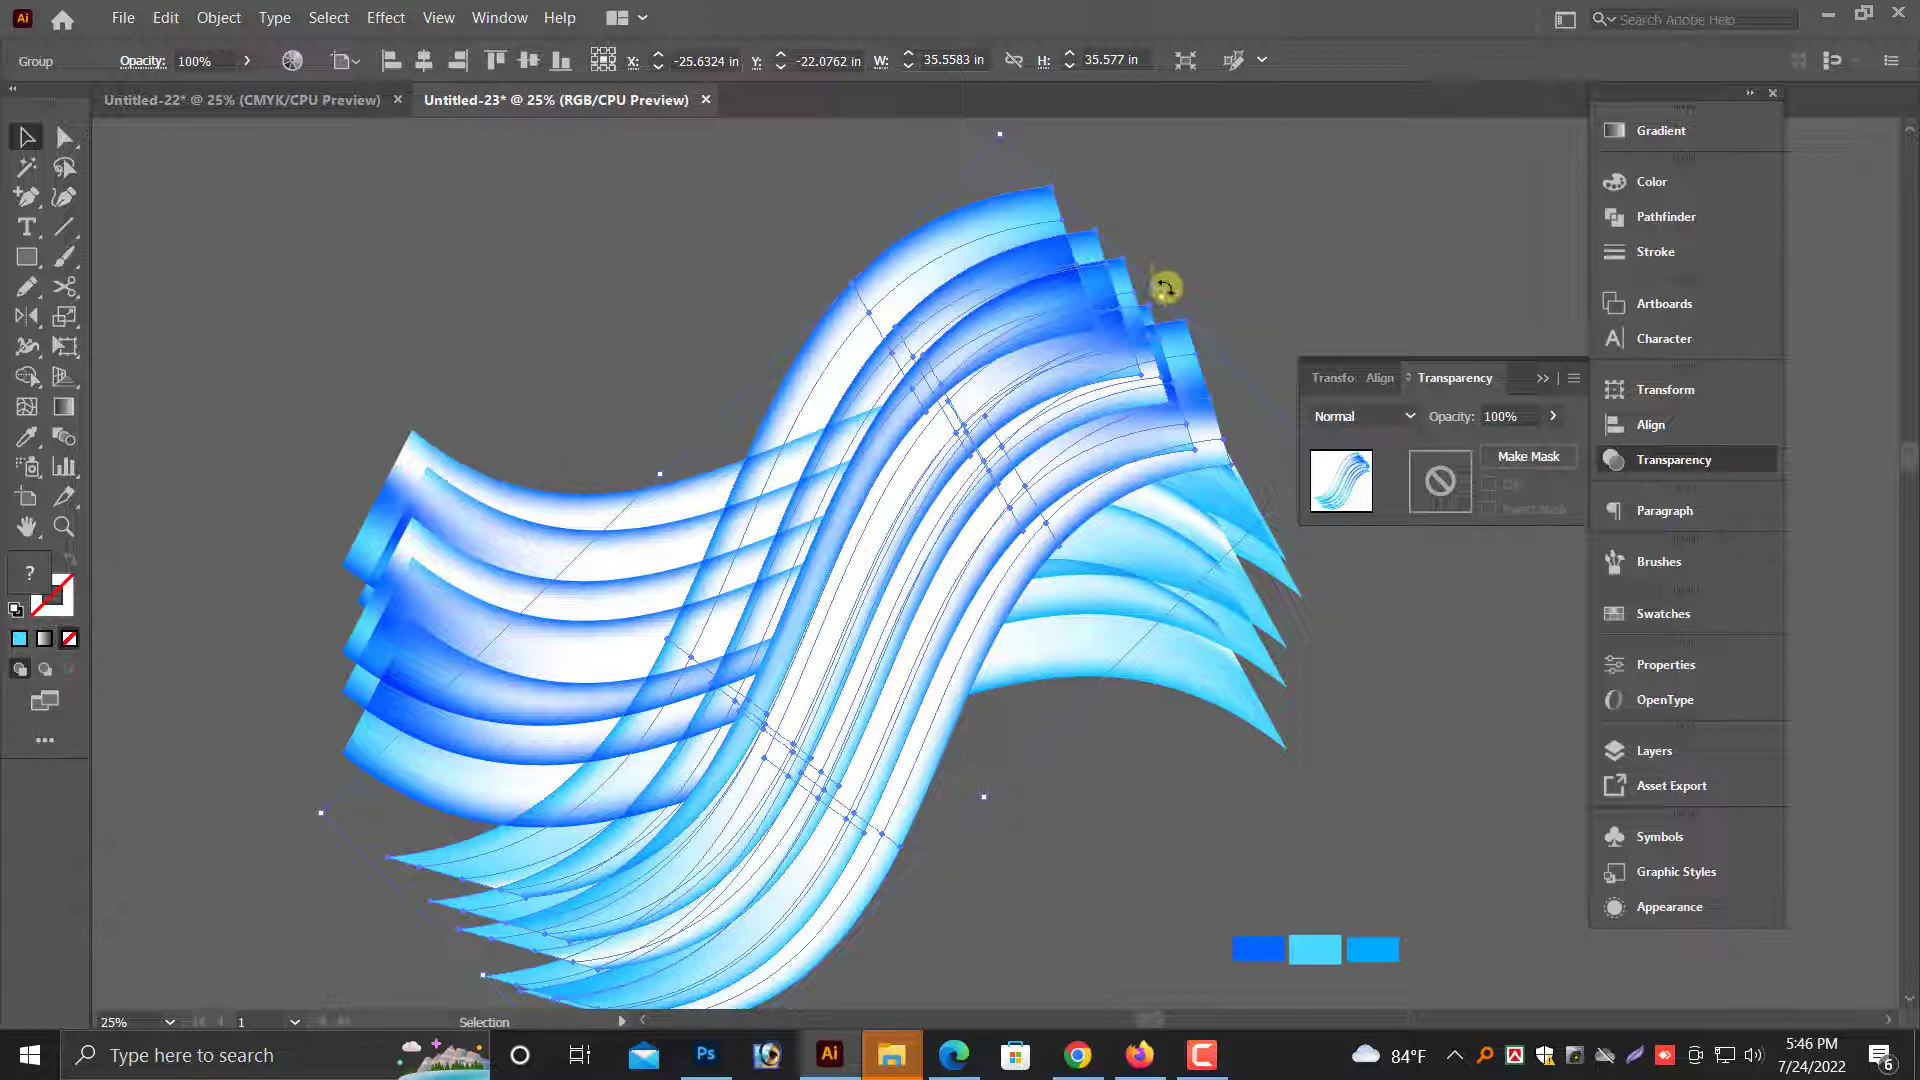 Ai File Edit Object Type Select Effect View Window Help Search Adobe Help
Group Opacity: 100% X: -25.6324 in Y: -22.0762 in W: 35.5583 in H: 35.577 in
Untitled-22* @ 25% (CMYK/CPU Preview) Untitled-23* @ 25% (RGB/CPU Preview)
Gradient
Color
Pathfinder
Stroke
Artboards
Character
Transform
Align
Transparency
Paragraph
Brushes
Swatches
Properties
OpenType
Layers
Asset Export
Symbols
Graphic Styles
Appearance
Transfo Align Transparency
Normal Opacity: 100%
Make Mask
?
25% 1 Selection
Type here to search
Ps Ai
84°F
5:46 PM
7/24/2022
6